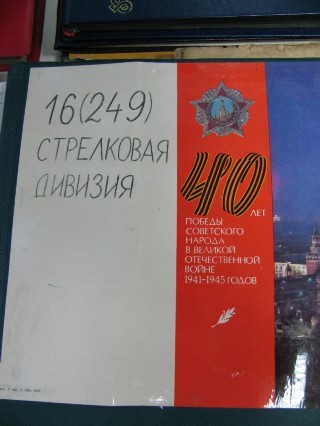 16(249)
СТРЕЛКОВАЯ
ДИВИЗИЯ
40
ЛЕТ
ПОБЕДЫ
СОВЕТСКОГО
НАРОДА
В ВЕЛИКОЙ
ОТЕЧЕСТВЕННОЙ
ВОЙНЕ
1941–1945 ГОДОВ